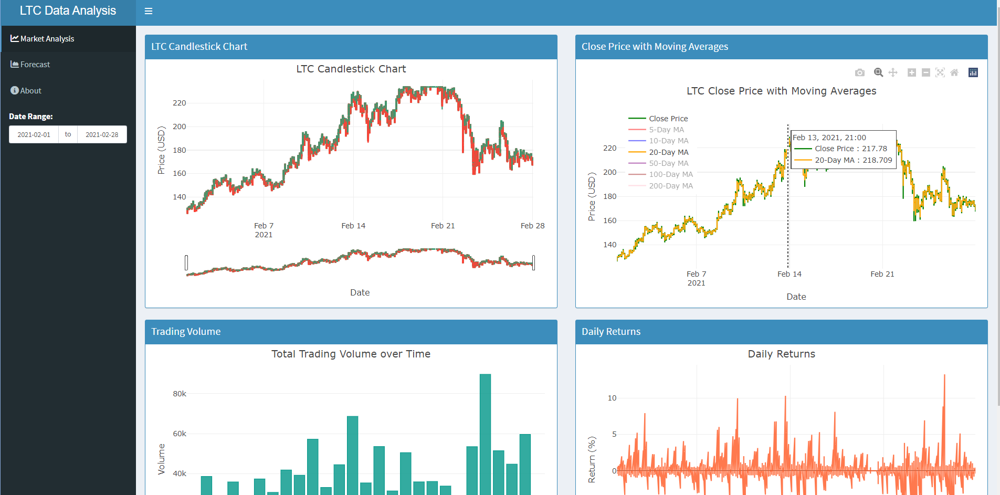 LTC Data Analysis
Market Analysis
Forecast
About
Date Range:
2021-02-01 to 2021-02-28
LTC Candlestick Chart
LTC Candlestick Chart
Price (USD)
220
200
180
160
140
Feb 7
2021
Feb 14
Feb 21
Feb 28
Date
Close Price with Moving Averages
LTC Close Price with Moving Averages
Close Price
5-Day MA
10-Day MA
20-Day MA
50-Day MA
100-Day MA
200-Day MA
Feb 13, 2021, 21:00
Close Price : 217.78
20-Day MA : 218.709
Price (USD)
220
200
180
160
140
Feb 7
2021
Feb 14
Feb 21
Date
Trading Volume
Total Trading Volume over Time
Volume
80k
60k
40k
Daily Returns
Daily Returns
Return (%)
10
5
0